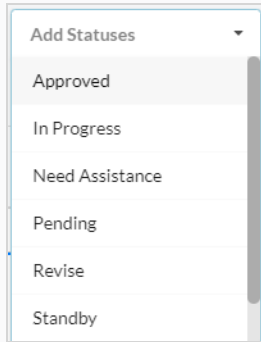 Add Statuses
Approved
In Progress
Need Assistance
Pending
Revise
Standby